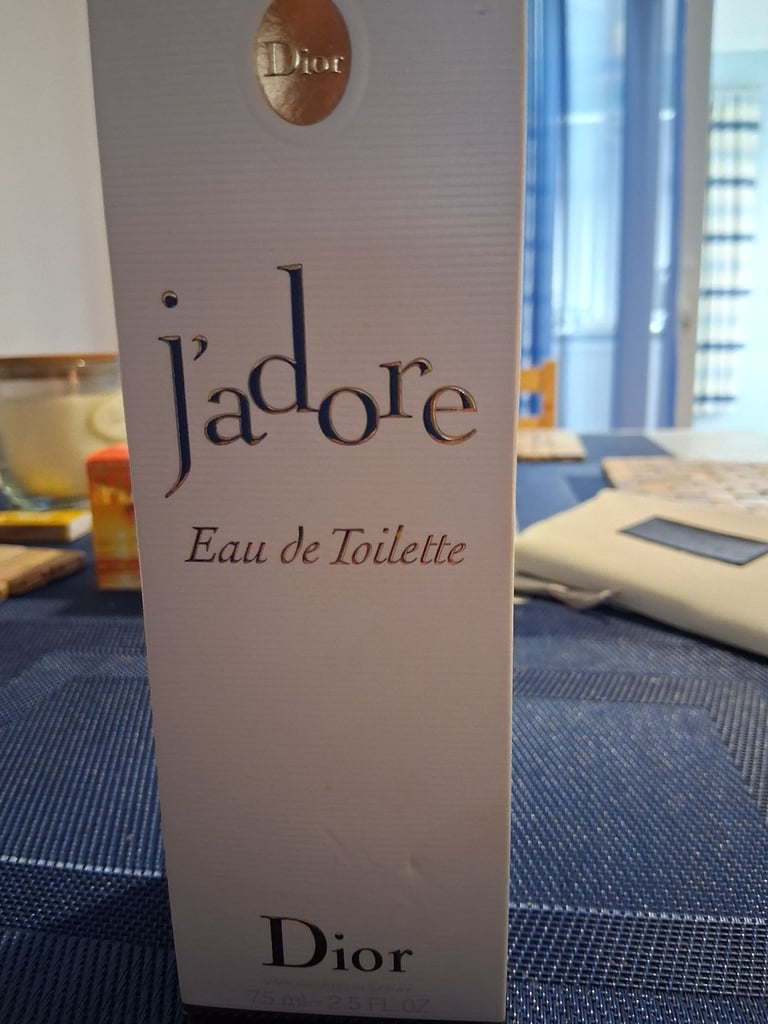 Dior
j'adore
Eau de Toilette
Dior
75 ml - 2.5 FL.OZ